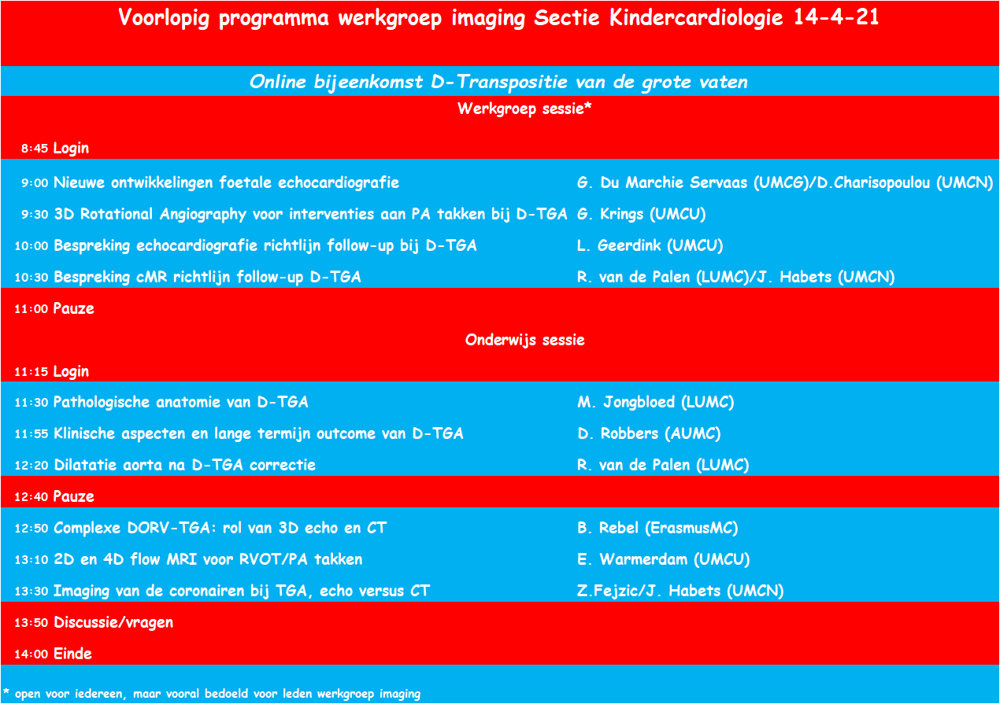 Voorlopig programma werkgroep imaging Sectie Kindercardiologie 14-4-21
Online bijeenkomst D-Transpositie van de grote vaten
Werkgroep sessie*
8:45 Login
9:00 Nieuwe ontwikkelingen foetale echocardiografie G. Du Marchie Servaas (UMCG)/D.Charisopoulou (UMCN)
9:30 3D Rotational Angiography voor interventies aan PA takken bij D-TGA G. Krings (UMCU)
10:00 Bespreking echocardiografie richtlijn follow-up bij D-TGA L. Geerdink (UMCU)
10:30 Bespreking cMR richtlijn follow-up D-TGA R. van de Palen (LUMC)/J. Habets (UMCN)
11:00 Pauze
Onderwijs sessie
11:15 Login
11:30 Pathologische anatomie van D-TGA M. Jongbloed (LUMC)
11:55 Klinische aspecten en lange termijn outcome van D-TGA D. Robbers (AUMC)
12:20 Dilatatie aorta na D-TGA correctie R. van de Palen (LUMC)
12:40 Pauze
12:50 Complexe DORV-TGA: rol van 3D echo en CT B. Rebel (ErasmusMC)
13:10 2D en 4D flow MRI voor RVOT/PA takken E. Warmerdam (UMCU)
13:30 Imaging van de coronairen bij TGA, echo versus CT Z.Fejzic/J. Habets (UMCN)
13:50 Discussie/vragen
14:00 Einde
* open voor iedereen, maar vooral bedoeld voor leden werkgroep imaging